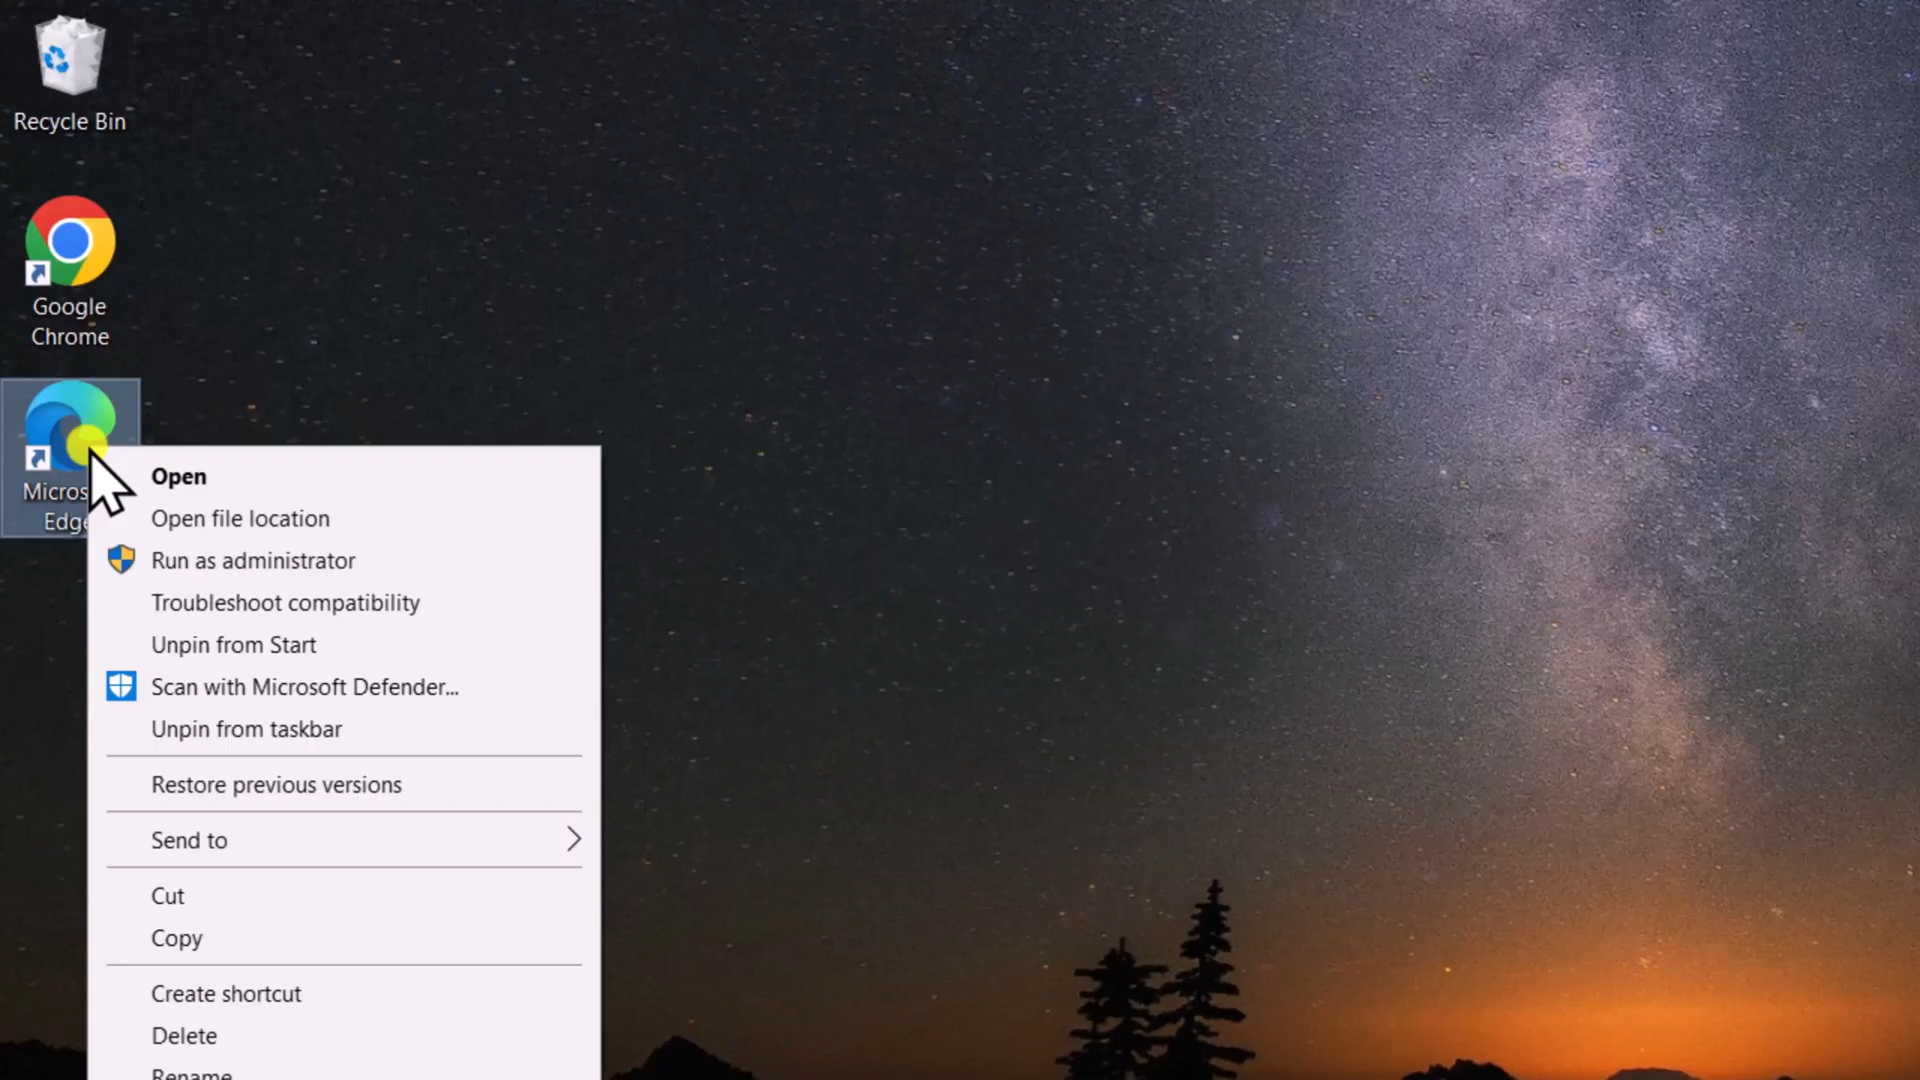 Recycle Bin
Google
Chrome
Edge
Open
Open file location
Run as administrator
Troubleshoot compatibility
Unpin from Start
Scan with Microsoft Defender...
Unpin from taskbar
Restore previous versions
Send to
Cut
Copy
Create shortcut
Delete
Rename